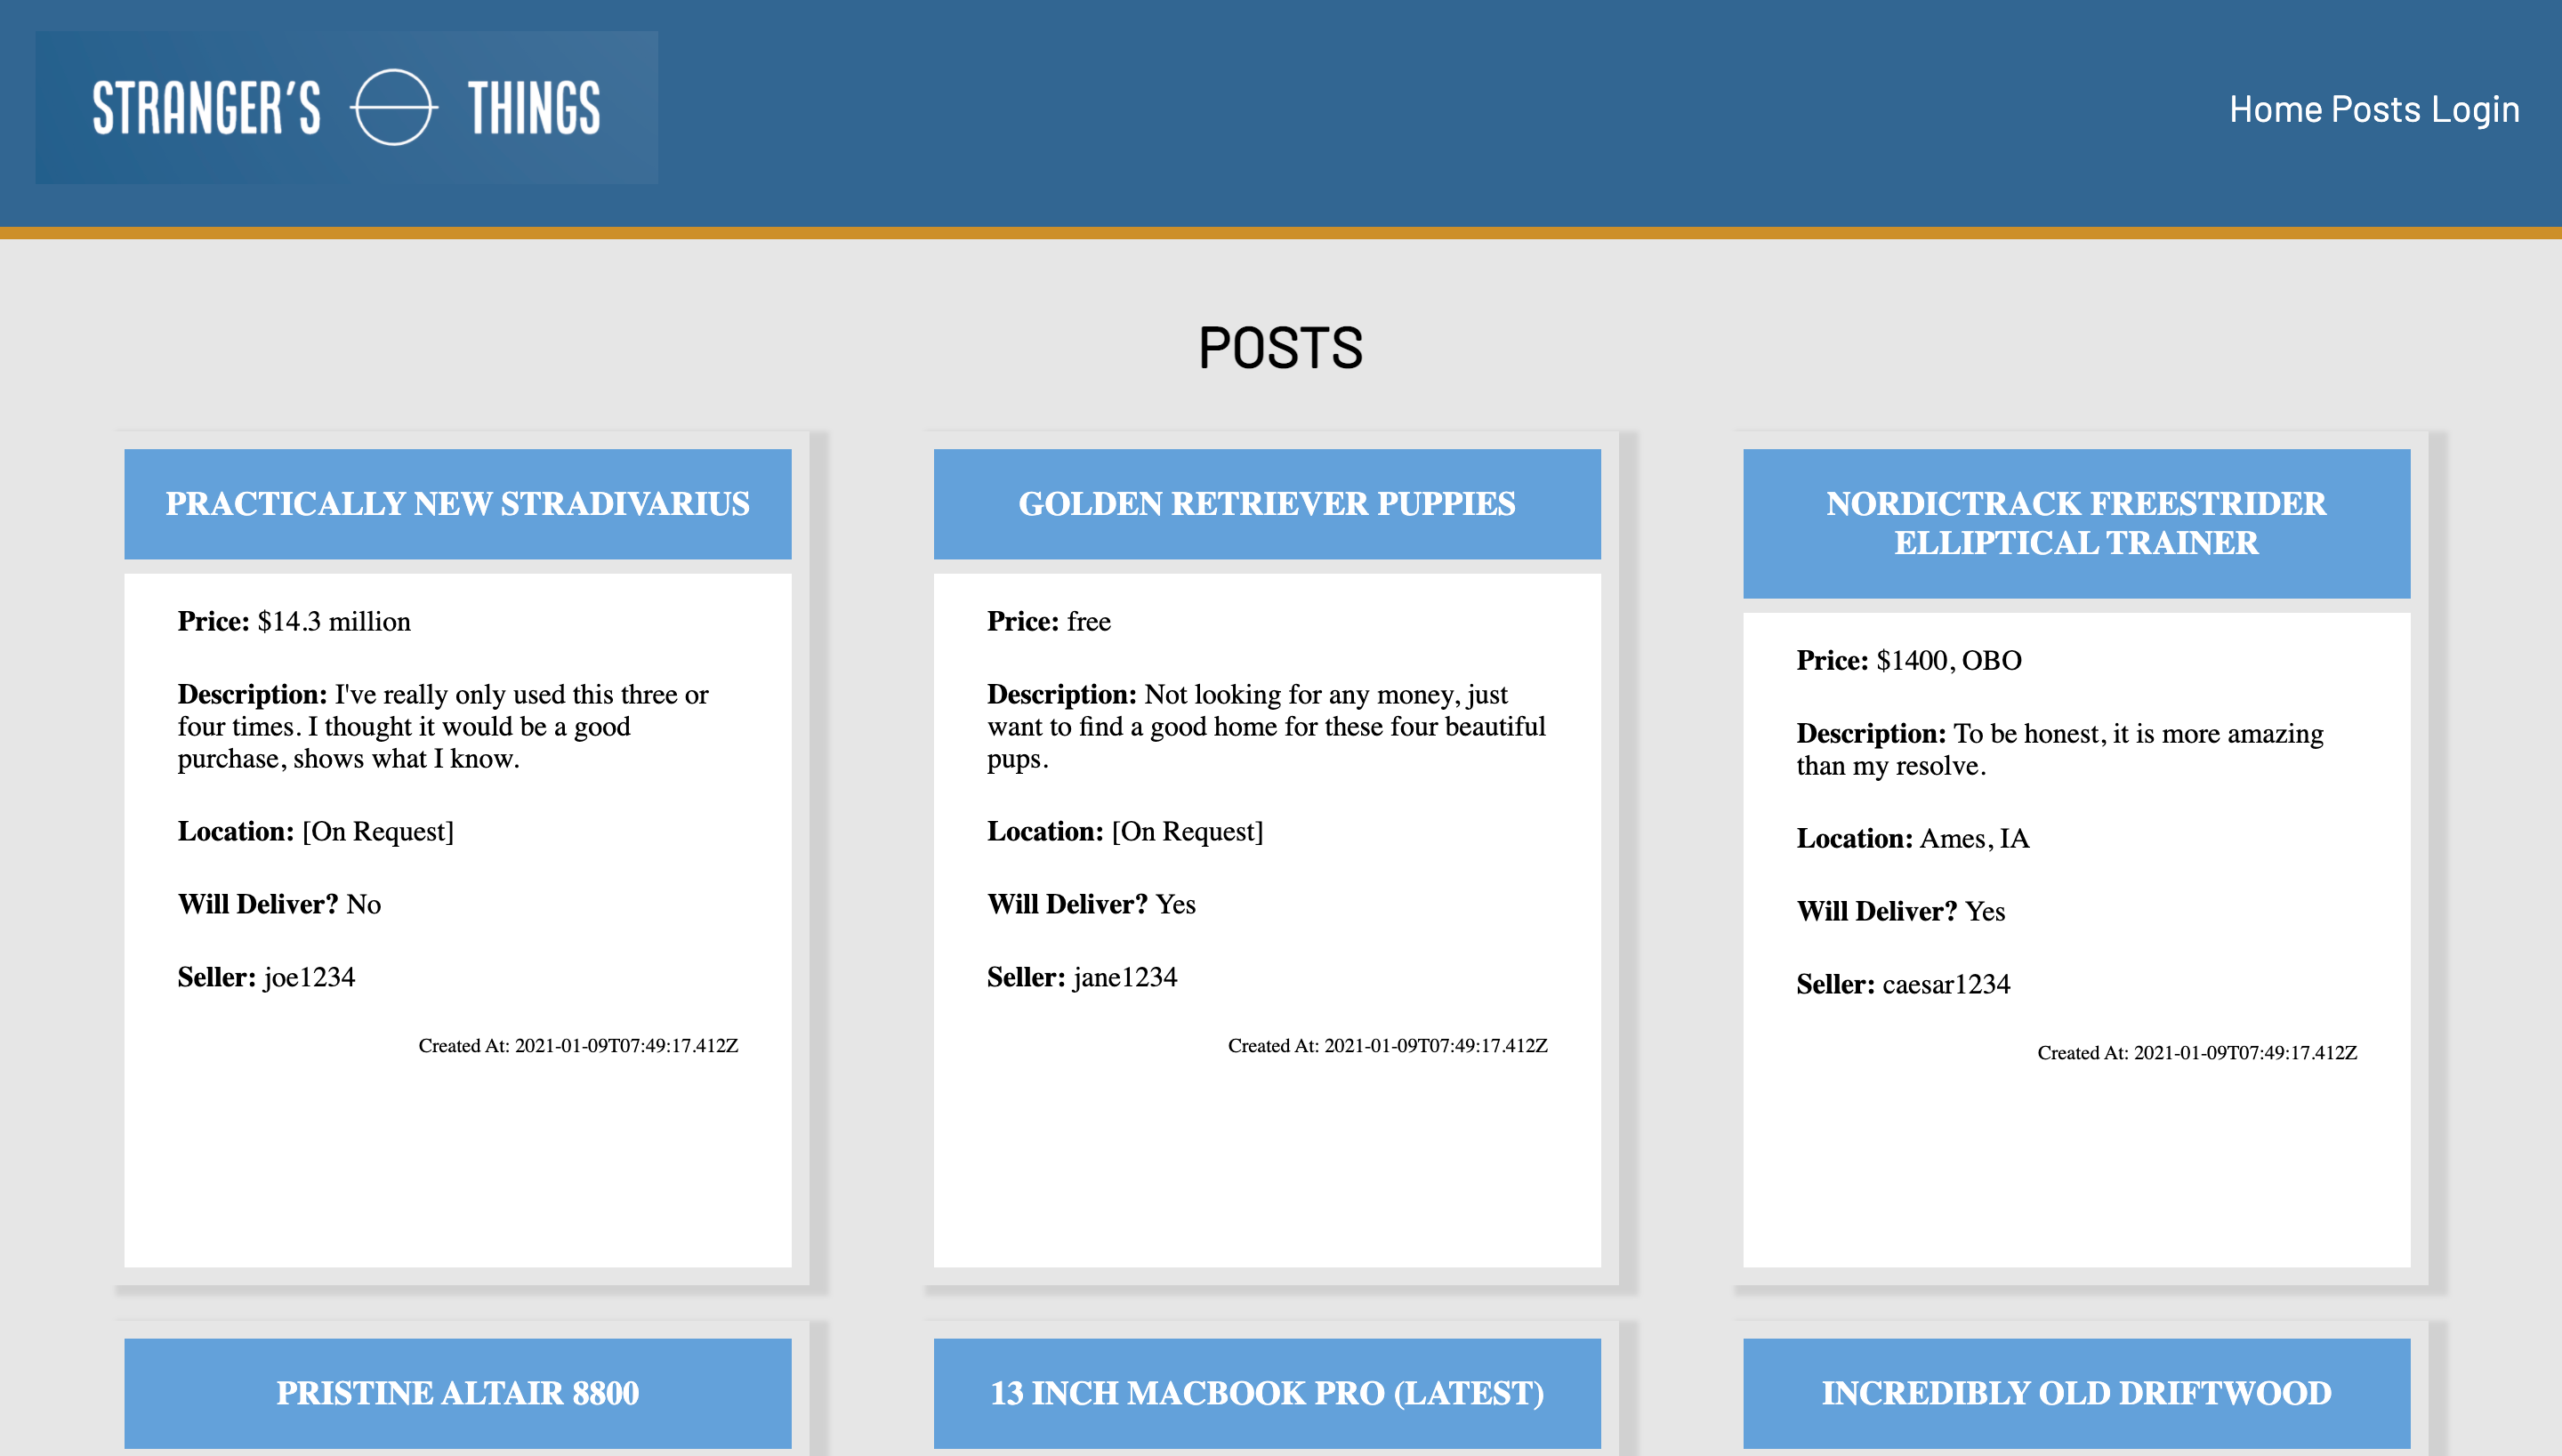 STRANGER'S THINGS
Home Posts Login
POSTS
PRACTICALLY NEW STRADIVARIUS
Price: $14.3 million
Description: I've really only used this three or
four times. I thought it would be a good
purchase, shows what I know.
Location: [On Request]
Will Deliver? No
Seller: joe1234
Created At: 2021-01-09T07:49:17.412Z
GOLDEN RETRIEVER PUPPIES
Price: free
Description: Not looking for any money, just
want to find a good home for these four beautiful
pups.
Location: [On Request]
Will Deliver? Yes
Seller: jane1234
Created At: 2021-01-09T07:49:17.412Z
NORDICTRACK FREESTRIDER
ELLIPTICAL TRAINER
Price: $1400, OBO
Description: To be honest, it is more amazing
than my resolve.
Location: Ames, IA
Will Deliver? Yes
Seller: caesar1234
Created At: 2021-01-09T07:49:17.412Z
PRISTINE ALTAIR 8800
13 INCH MACBOOK PRO (LATEST)
INCREDIBLY OLD DRIFTWOOD